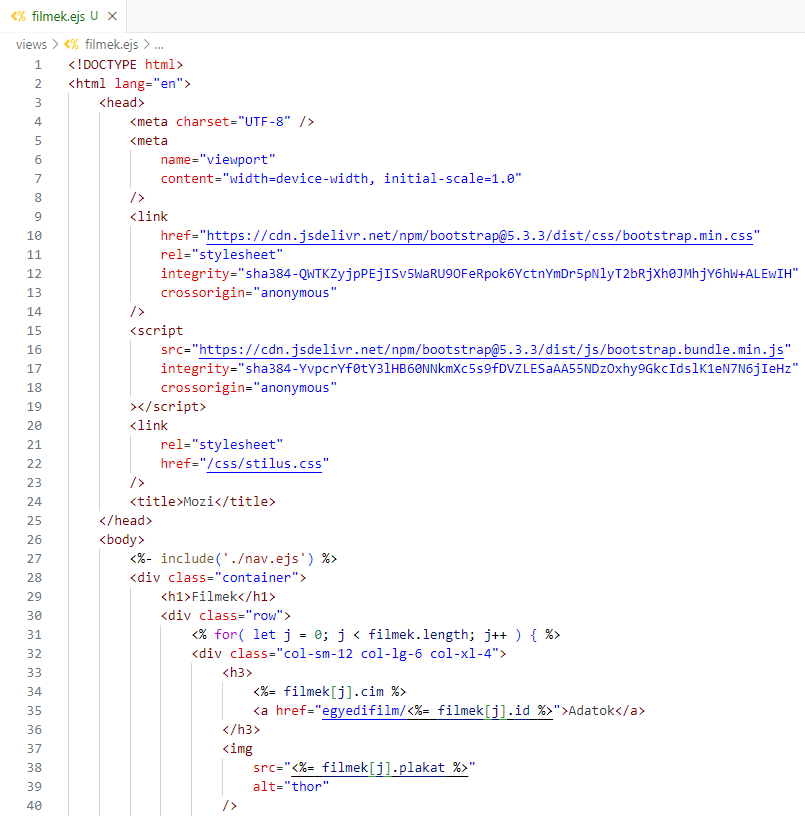 <% filmek.ejs U ×
views > <% filmek.ejs > ...
1 <!DOCTYPE html>
2 <html lang="en">
3 <head>
4 <meta charset="UTF-8" />
5 <meta
6 name="viewport"
7 content="width=device-width, initial-scale=1.0"
8 />
9 <link
10 href="https://cdn.jsdelivr.net/npm/bootstrap@5.3.3/dist/css/bootstrap.min.css"
11 rel="stylesheet"
12 integrity="sha384-QWTKZyjpPEjISv5WaRU9OFeRpok6YctnYmDr5pNlyT2bRjXh0JMhjY6hW+ALEwIH"
13 crossorigin="anonymous"
14 />
15 <script
16 src="https://cdn.jsdelivr.net/npm/bootstrap@5.3.3/dist/js/bootstrap.bundle.min.js"
17 integrity="sha384-YvpcrYf0tY3lHB60NNkmXc5s9fDVZLESaAA55NDzOxhy9GkcIdslK1eN7N6jIeHz"
18 crossorigin="anonymous"
19 ></script>
20 <link
21 rel="stylesheet"
22 href="/css/stilus.css"
23 />
24 <title>Mozi</title>
25 </head>
26 <body>
27 <%- include('./nav.ejs') %>
28 <div class="container">
29 <h1>Filmek</h1>
30 <div class="row">
31 <% for( let j = 0; j < filmek.length; j++ ) { %>
32 <div class="col-sm-12 col-lg-6 col-xl-4">
33 <h3>
34 <%= filmek[j].cim %>
35 <a href="egyedifilm/<%= filmek[j].id %>">Adatok</a>
36 </h3>
37 <img
38 src="<%= filmek[j].plakat %>"
39 alt="thor"
40 />